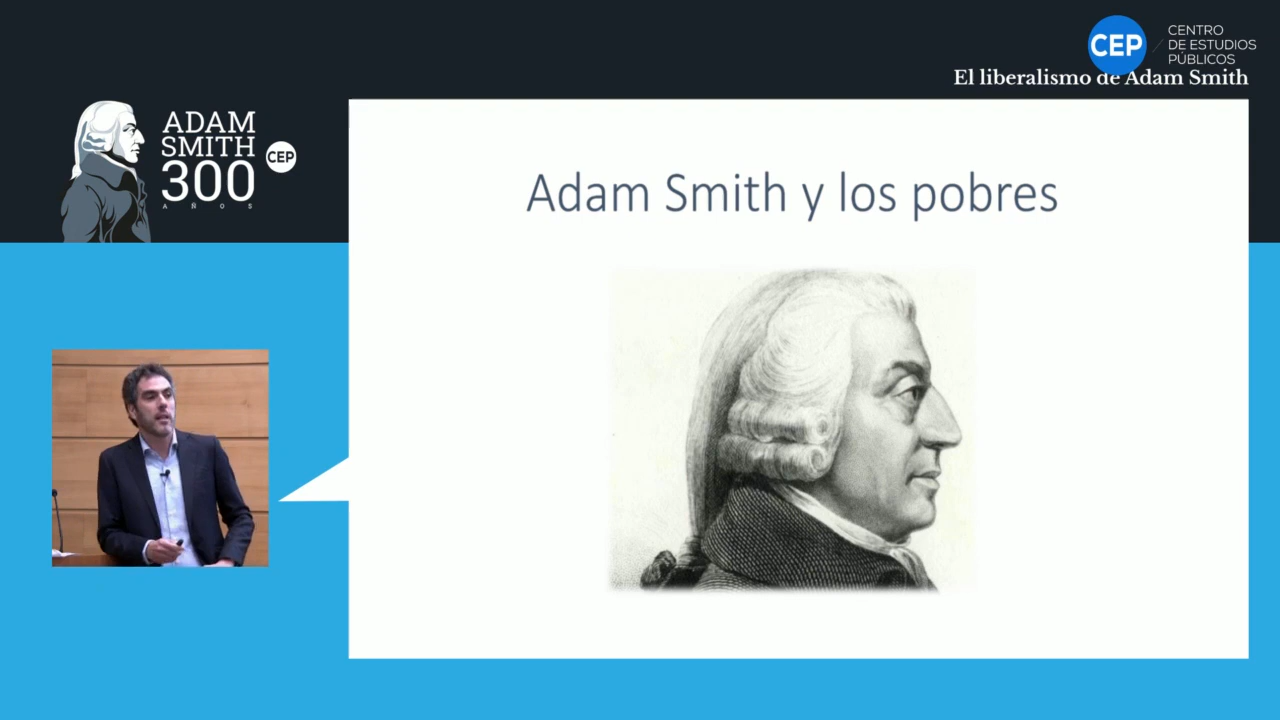 CEP
CENTRO
DE ESTUDIOS
PÚBLICOS
El liberalismo de Adam Smith
ADAM
SMITH
300
AÑOS
CEP
Adam Smith y los pobres